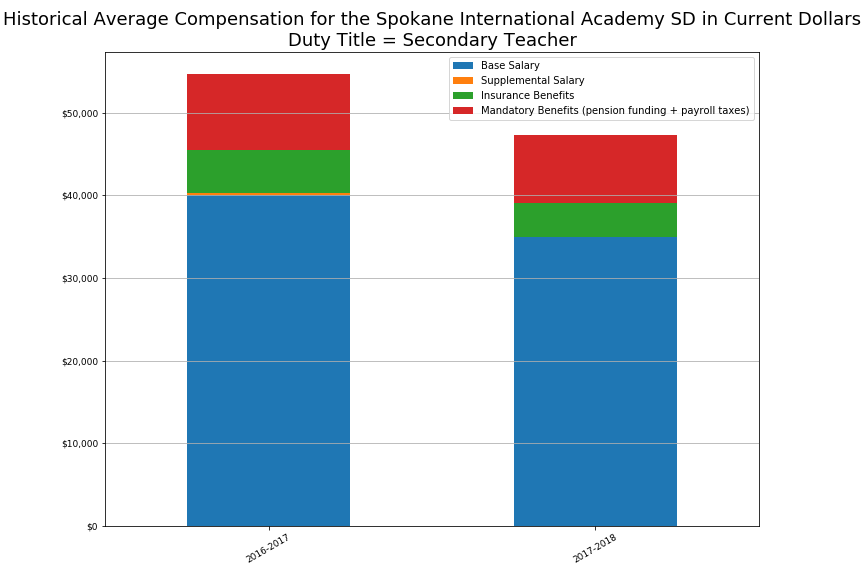 Historical Average Compensation for the Spokane International Academy SD in Current Dollars
Duty Title = Secondary Teacher
Base Salary
Supplemental Salary
Insurance Benefits
Mandatory Benefits (pension funding + payroll taxes)
$50,000
$40,000
$30,000
$20,000
$10,000
$0
2016-2017
2017-2018